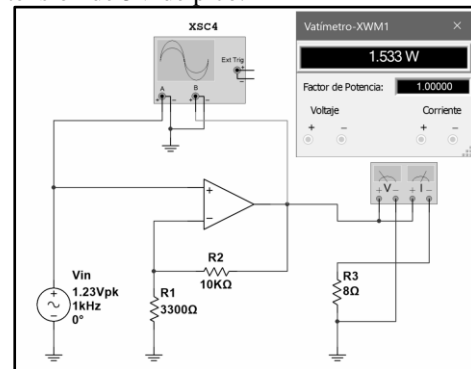 XSC4
Ext Trig
A
B
Vatímetro-XWM1
1.533 W
Factor de Potencia: 1.00000
Voltaje
Corriente
+ − + −
V I
R2
10KΩ
R1
3300Ω
R3
8Ω
Vin
1.23Vpk
1kHz
0°